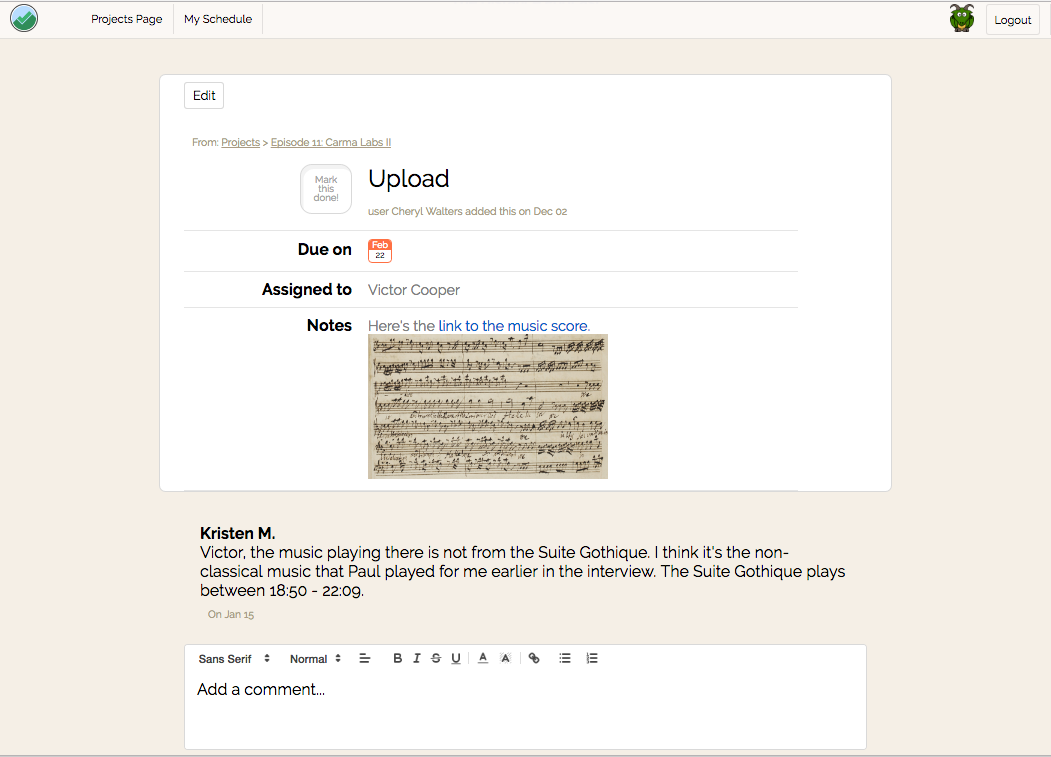 Projects Page
My Schedule
Logout
Edit
From: Projects > Episode 11: Carma Labs II
Mark
this
done!
Upload
user Cheryl Walters added this on Dec 02
Due on
Feb
22
Assigned to
Victor Cooper
Notes
Here's the link to the music score.
Kristen M.
Victor, the music playing there is not from the Suite Gothique. I think it's the non-
classical music that Paul played for me earlier in the interview. The Suite Gothique plays
between 18:50 - 22:09.
On Jan 15
Sans Serif
Normal
B I S U A A
Add a comment...